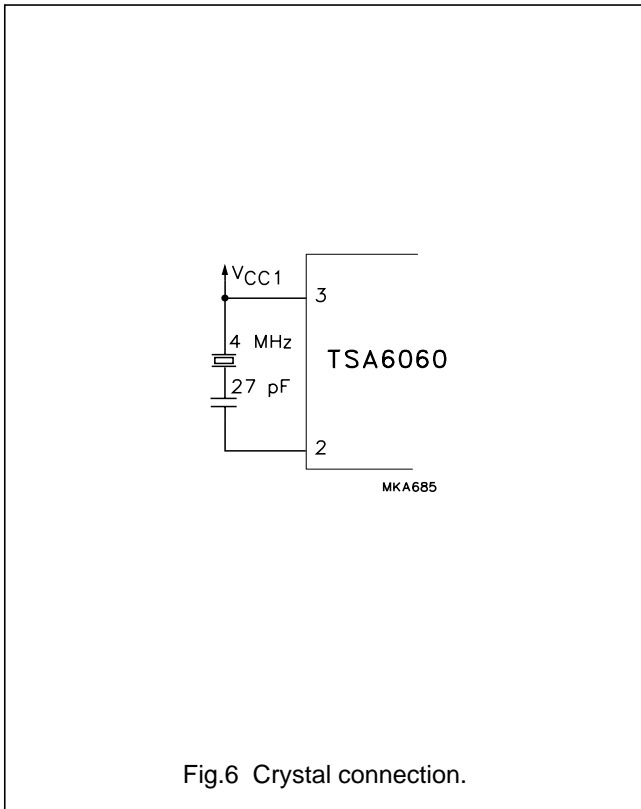 VCC1
3
4 MHz
TSA6060
27 pF
2
MKA685
Fig.6 Crystal connection.